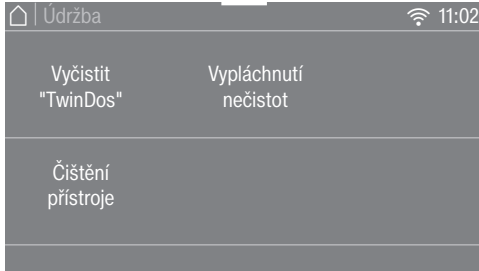 Údržba 11:02
Vyčistit
"TwinDos"
Vypláchnutí
nečistot
Čištění
přístroje